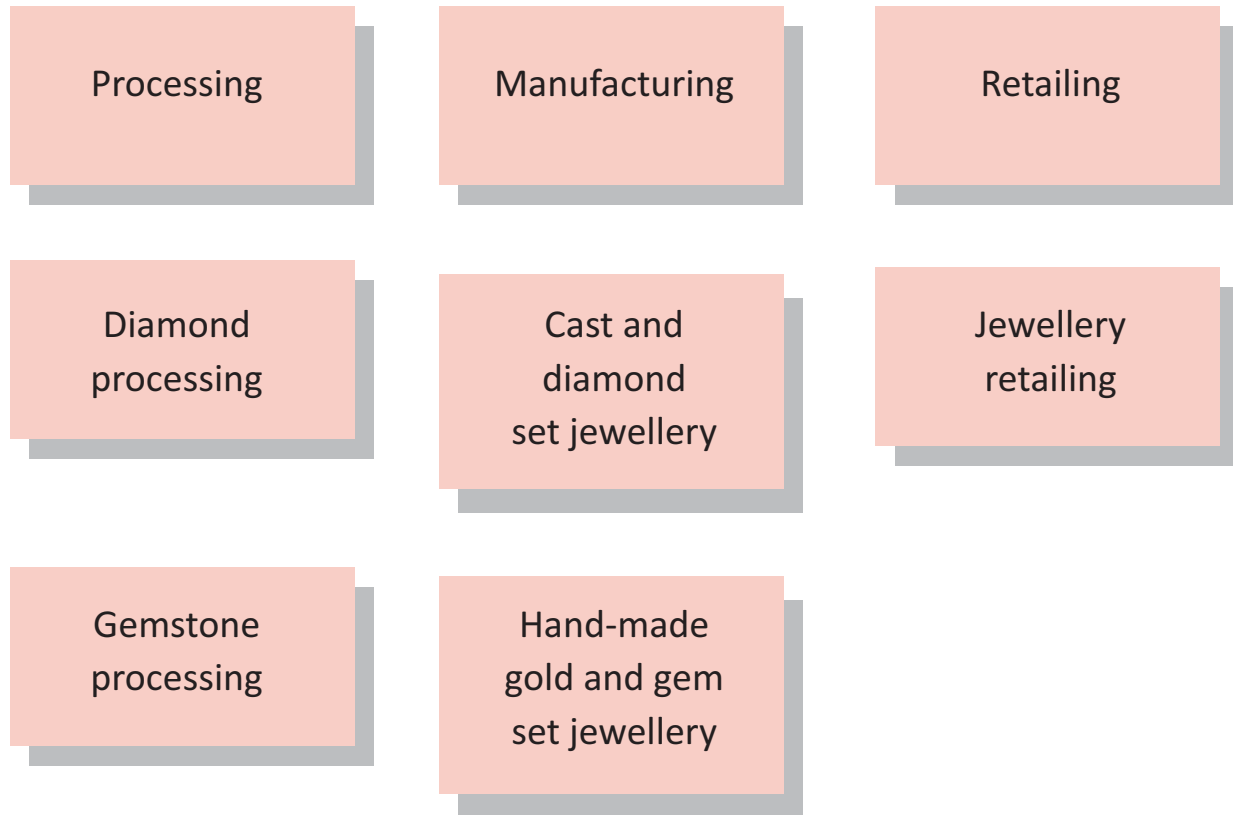 Processing
Manufacturing
Retailing
Diamond
processing
Cast and
diamond
set jewellery
Jewellery
retailing
Gemstone
processing
Hand-made
gold and gem
set jewellery